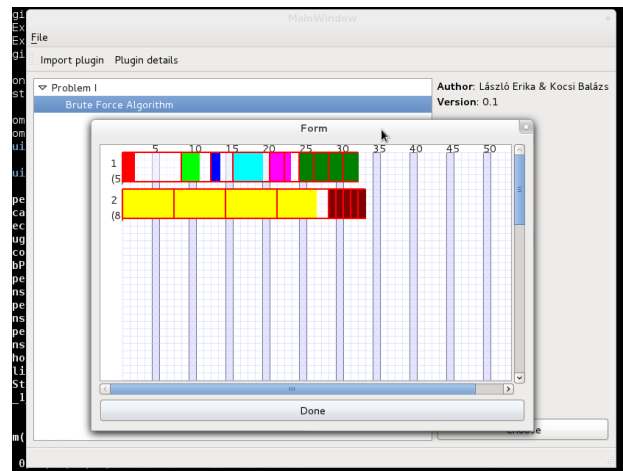 MainWindow
File
Import plugin Plugin details
Problem I
Brute Force Algorithm
Author: László Erika & Kocsi Balázs
Version: 0.1
Form
5 10 15 20 25 30 35 40 45 50
1
(5
2
(8
Done